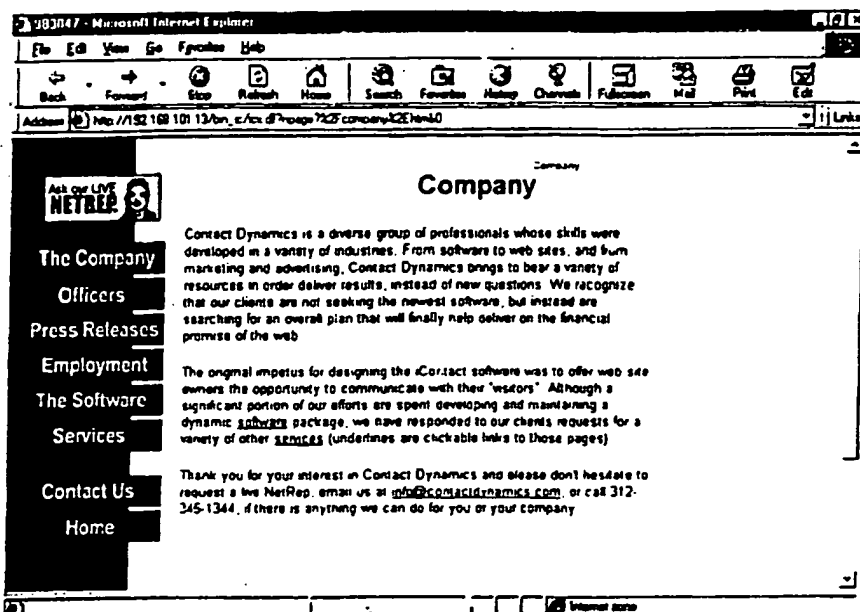 983047 - Microsoft Internet Explorer
File Edit View Go Favorites Help
Back Forward Stop Refresh Home Search Favorites History Channels Fullscreen Mail Print Edit
Address Links
Company
Company
Ask our LIVE
NETREP
The Company
Officers
Press Releases
Employment
The Software
Services
Contact Us
Home
Contact Dynamics is a diverse group of professionals whose skills were
developed in a variety of industries. From software to web sites, and from
marketing and advertising, Contact Dynamics brings to bear a variety of
resources in order deliver results, instead of new questions. We recognize
that our clients are not seeking the newest software, but instead are
searching for an overall plan that will finally help deliver on the financial
promise of the web
The original impetus for designing the iContact software was to offer web site
owners the opportunity to communicate with their "visitors". Although a
significant portion of our efforts are spent developing and maintaining a
dynamic software package, we have responded to our clients requests for a
variety of other services (underlines are clickable links to those pages)
Thank you for your interest in Contact Dynamics and please don't hesitate to
request a live NetRep, email us at info@contactdynamics.com, or call 312-
345-1344, if there is anything we can do for you or your company
Internet zone